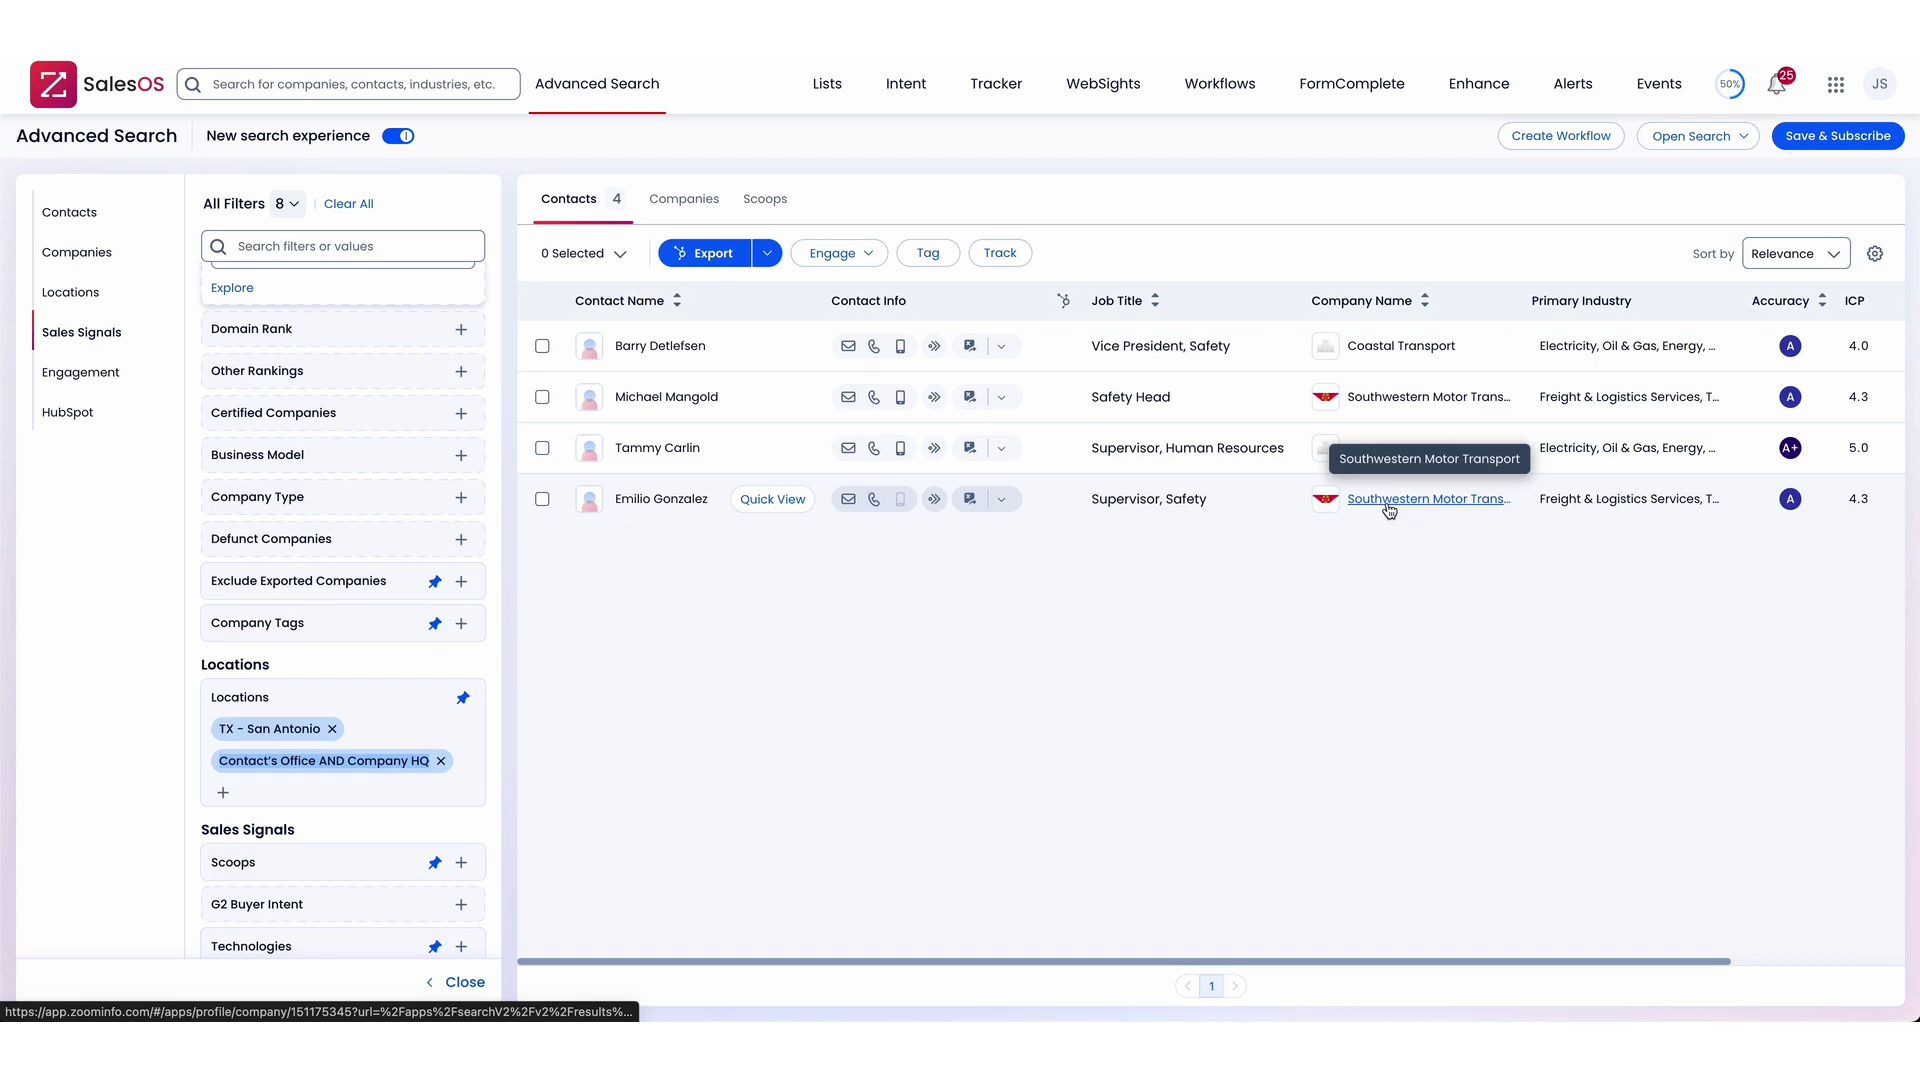 SalesOS
Search for companies, contacts, industries, etc.
Advanced Search
Lists
Intent
Tracker
WebSights
Workflows
FormComplete
Enhance
Alerts
Events
50%
25
JS
Advanced Search
New search experience
Create Workflow
Open Search
Save & Subscribe
Contacts
Companies
Locations
Sales Signals
Engagement
HubSpot
All Filters 8
Clear All
Search filters or values
Explore
Domain Rank
Other Rankings
Certified Companies
Business Model
Company Type
Defunct Companies
Exclude Exported Companies
Company Tags
Locations
Locations
TX - San Antonio
Contact's Office AND Company HQ
Sales Signals
Scoops
G2 Buyer Intent
Technologies
Close
Contacts 4
Companies
Scoops
0 Selected
Export
Engage
Tag
Track
Sort by
Relevance
Contact Name
Contact Info
Job Title
Company Name
Primary Industry
Accuracy
ICP
Barry Detlefsen
Vice President, Safety
Coastal Transport
Electricity, Oil & Gas, Energy, ...
A
4.0
Michael Mangold
Safety Head
Southwestern Motor Trans...
Freight & Logistics Services, T...
A
4.3
Tammy Carlin
Supervisor, Human Resources
Southwestern Motor Transport
Electricity, Oil & Gas, Energy, ...
A+
5.0
Emilio Gonzalez
Quick View
Supervisor, Safety
Southwestern Motor Trans...
Freight & Logistics Services, T...
A
4.3
1
https://app.zoominfo.com/#/apps/profile/company/151175345?url=%2Fapps%2FsearchV2%2Fv2%2Fresults%...